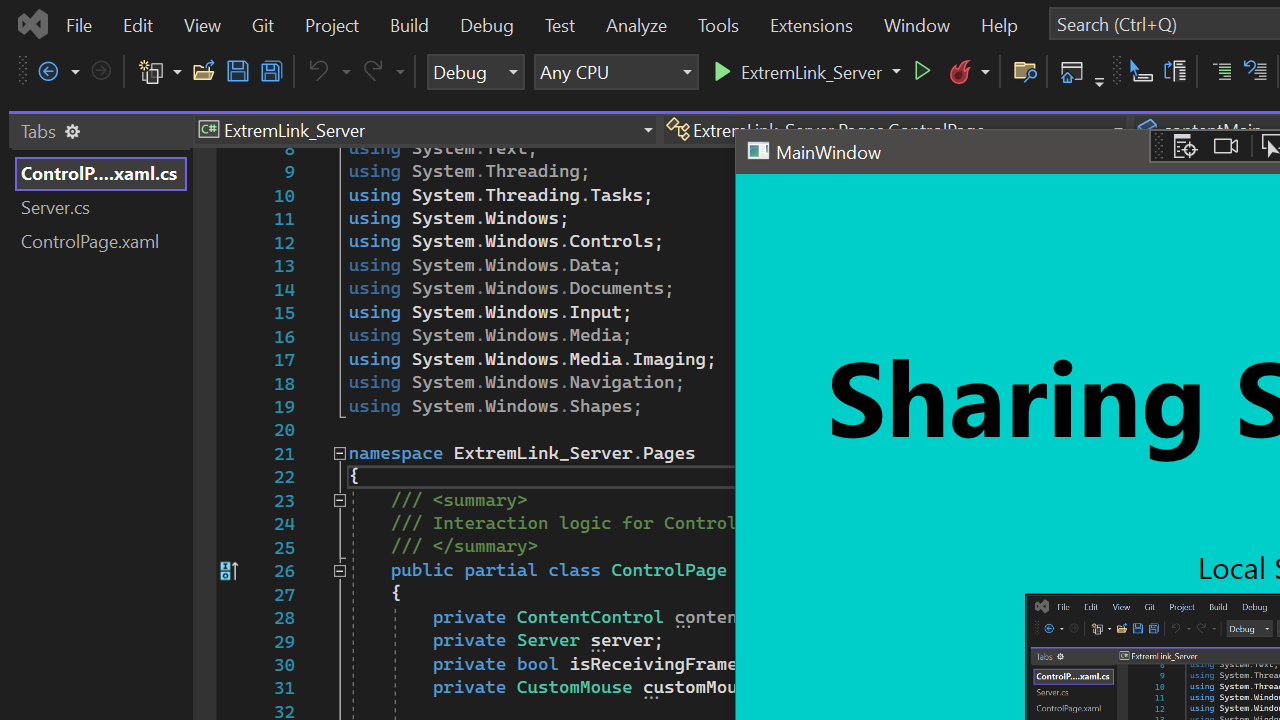 File Edit View Git Project Build Debug Test Analyze Tools Extensions Window Help Search (Ctrl+Q)
Debug Any CPU ExtremLink_Server
Tabs
ExtremLink_Server
ControlP....xaml.cs
Server.cs
ControlPage.xaml
8 using System.Text;
9 using System.Threading;
10 using System.Threading.Tasks;
11 using System.Windows;
12 using System.Windows.Controls;
13 using System.Windows.Data;
14 using System.Windows.Documents;
15 using System.Windows.Input;
16 using System.Windows.Media;
17 using System.Windows.Media.Imaging;
18 using System.Windows.Navigation;
19 using System.Windows.Shapes;
20
21 namespace ExtremLink_Server.Pages
22 {
23 /// <summary>
24 /// Interaction logic for Control
25 /// </summary>
26 public partial class ControlPage
27 {
28 private ContentControl conten
29 private Server server;
30 private bool isReceivingFrame
31 private CustomMouse customMou
32
MainWindow
Sharing S
Local S
File Edit View Git Project Build Debug
Debug
Tabs
ExtremLink_Server
ControlP....xaml.cs
Server.cs
ControlPage.xaml
8 using System.Text;
9 using System.Threa
10 using System.Threa
11 using System.Windo
12 using System.Windo